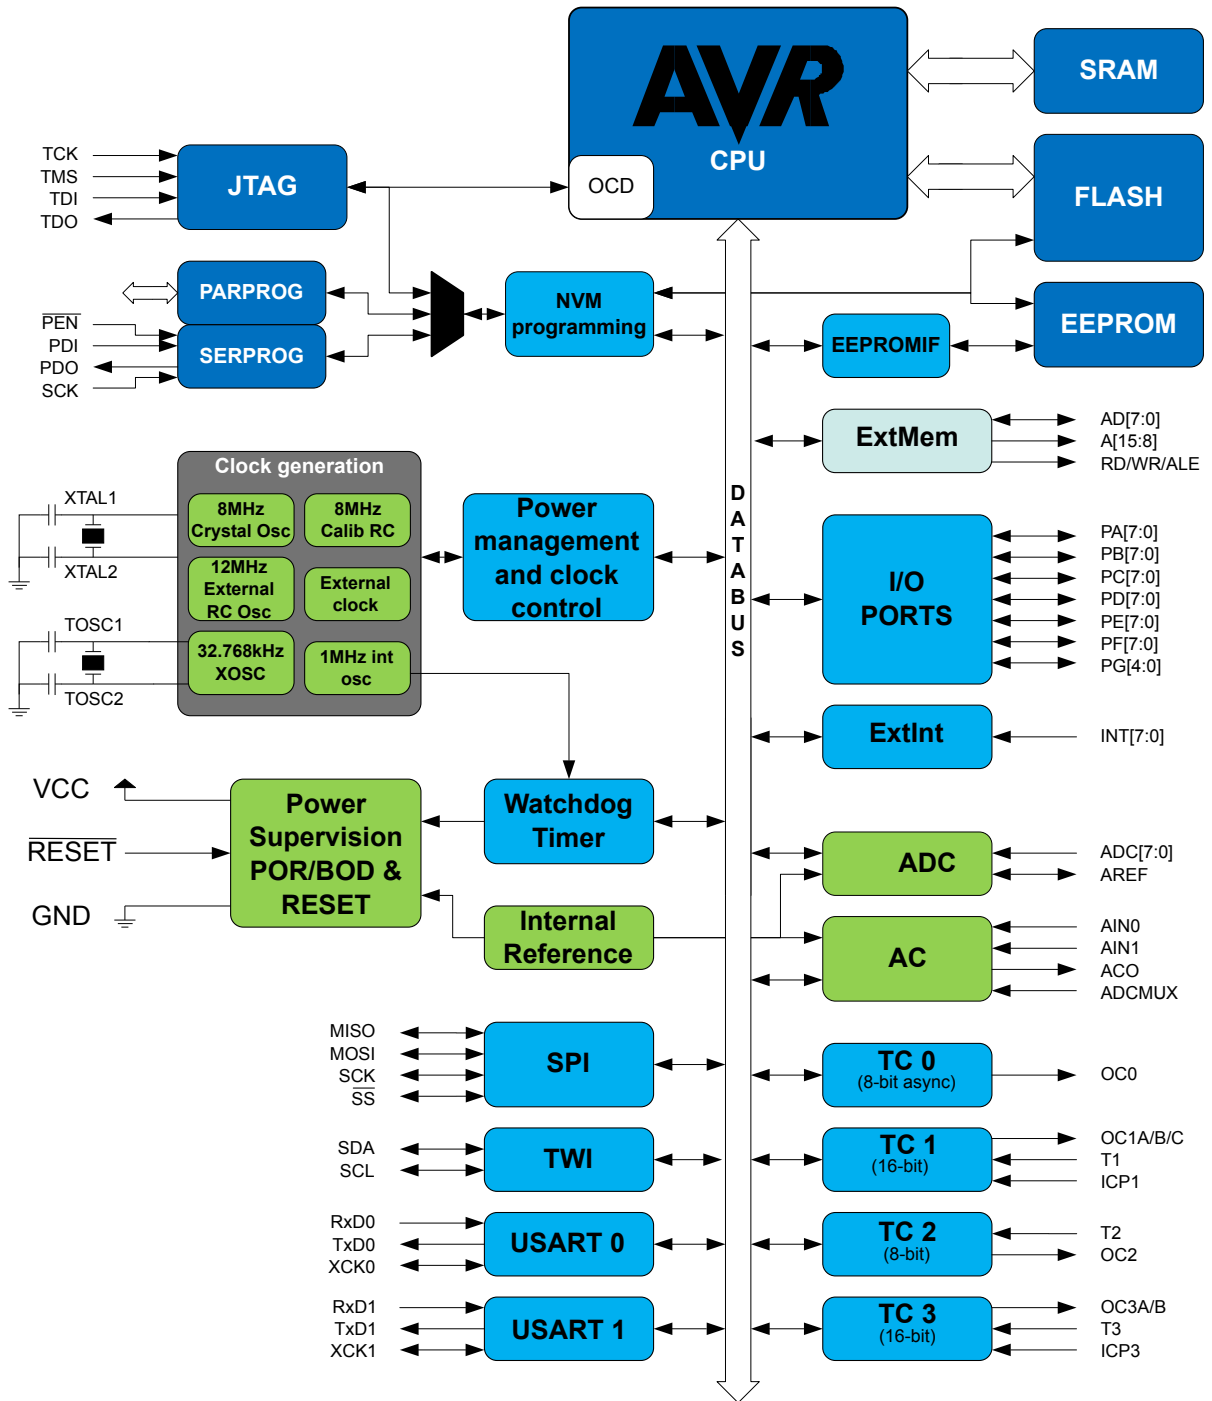 AVR
CPU
OCD
SRAM
FLASH
EEPROM
TCK
TMS
TDI
TDO
JTAG
PARPROG
PEN
PDI
PDO
SCK
SERPROG
NVM
programming
EEPROMIF
ExtMem
AD[7:0]
A[15:8]
RD/WR/ALE
Clock generation
8MHz
Crystal Osc
8MHz
Calib RC
12MHz
External
RC Osc
External
clock
32.768kHz
XOSC
1MHz int
osc
XTAL1
XTAL2
TOSC1
TOSC2
Power
management
and clock
control
DATABUS
I/O
PORTS
PA[7:0]
PB[7:0]
PC[7:0]
PD[7:0]
PE[7:0]
PF[7:0]
PG[4:0]
ExtInt
INT[7:0]
VCC
RESET
GND
Power
Supervision
POR/BOD &
RESET
Watchdog
Timer
Internal
Reference
ADC
ADC[7:0]
AREF
AC
AIN0
AIN1
ACO
ADCMUX
MISO
MOSI
SCK
SS
SPI
TC 0
(8-bit async)
OC0
SDA
SCL
TWI
TC 1
(16-bit)
OC1A/B/C
T1
ICP1
RxD0
TxD0
XCK0
USART 0
TC 2
(8-bit)
T2
OC2
RxD1
TxD1
XCK1
USART 1
TC 3
(16-bit)
OC3A/B
T3
ICP3